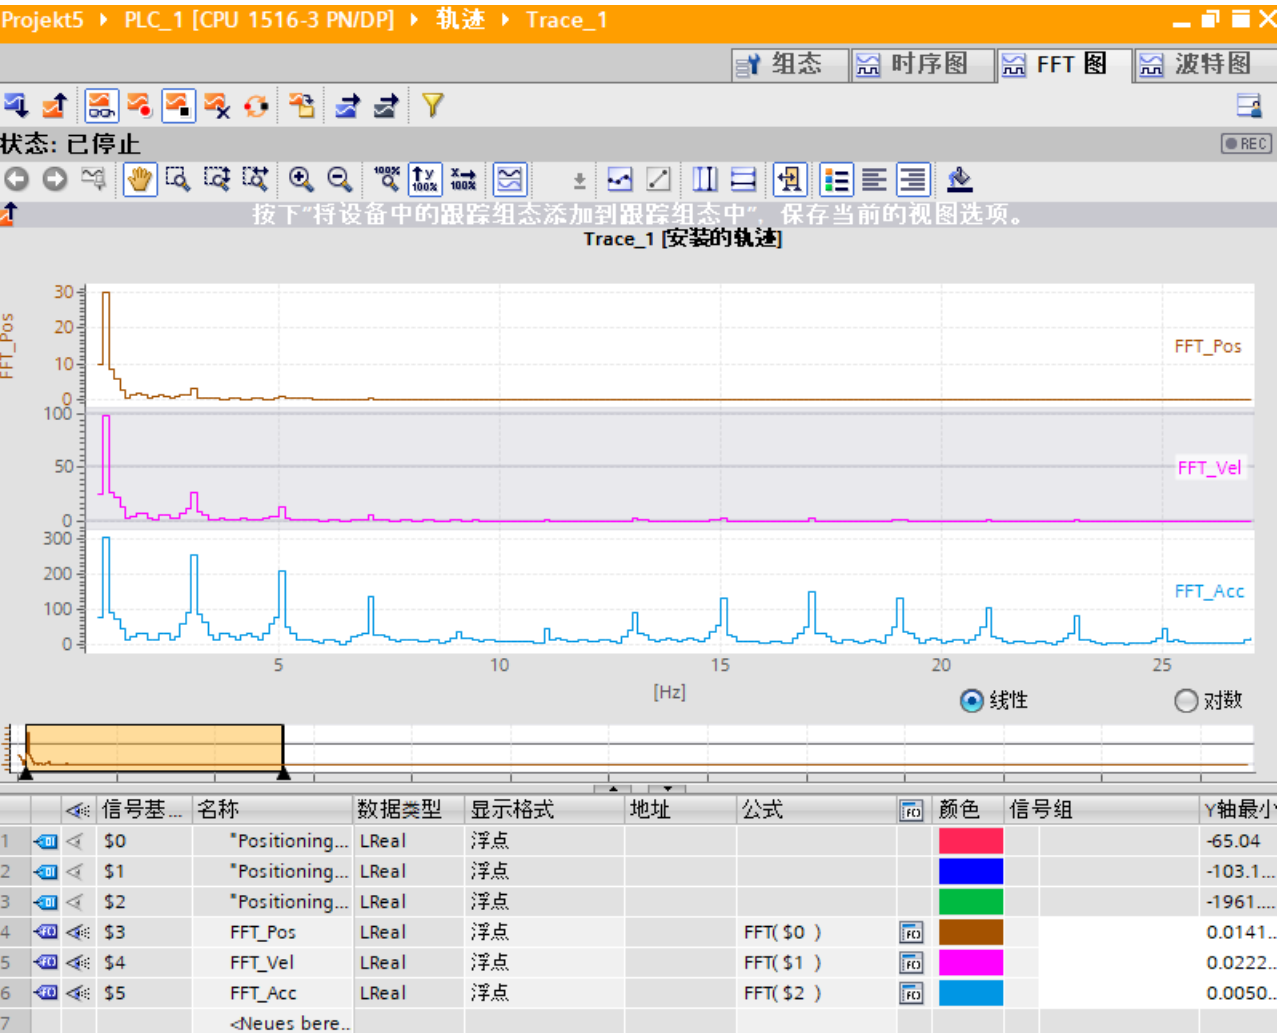 Projekt5 ▸ PLC_1 [CPU 1516-3 PN/DP] ▸ 轨迹 ▸ Trace_1
组态 时序图 FFT 图 波特图
状态: 已停止
REC
100% Y 100% X 100%
按下"将设备中的跟踪组态添加到跟踪组态中", 保存当前的视图选项。
Trace_1 [安装的轨迹]
FFT_Pos
30
20
10
0
FFT_Pos
100
50
0
FFT_Vel
300
200
100
0
FFT_Acc
5 10 15 20 25
[Hz]
线性 对数
信号基... 名称 数据类型 显示格式 地址 公式 颜色 信号组 Y轴最小
1 $0 "Positioning... LReal 浮点 -65.04
2 $1 "Positioning... LReal 浮点 -103.1...
3 $2 "Positioning... LReal 浮点 -1961....
4 $3 FFT_Pos LReal 浮点 FFT( $0 ) 0.0141..
5 $4 FFT_Vel LReal 浮点 FFT( $1 ) 0.0222..
6 $5 FFT_Acc LReal 浮点 FFT( $2 ) 0.0050..
7 <Neues bere..